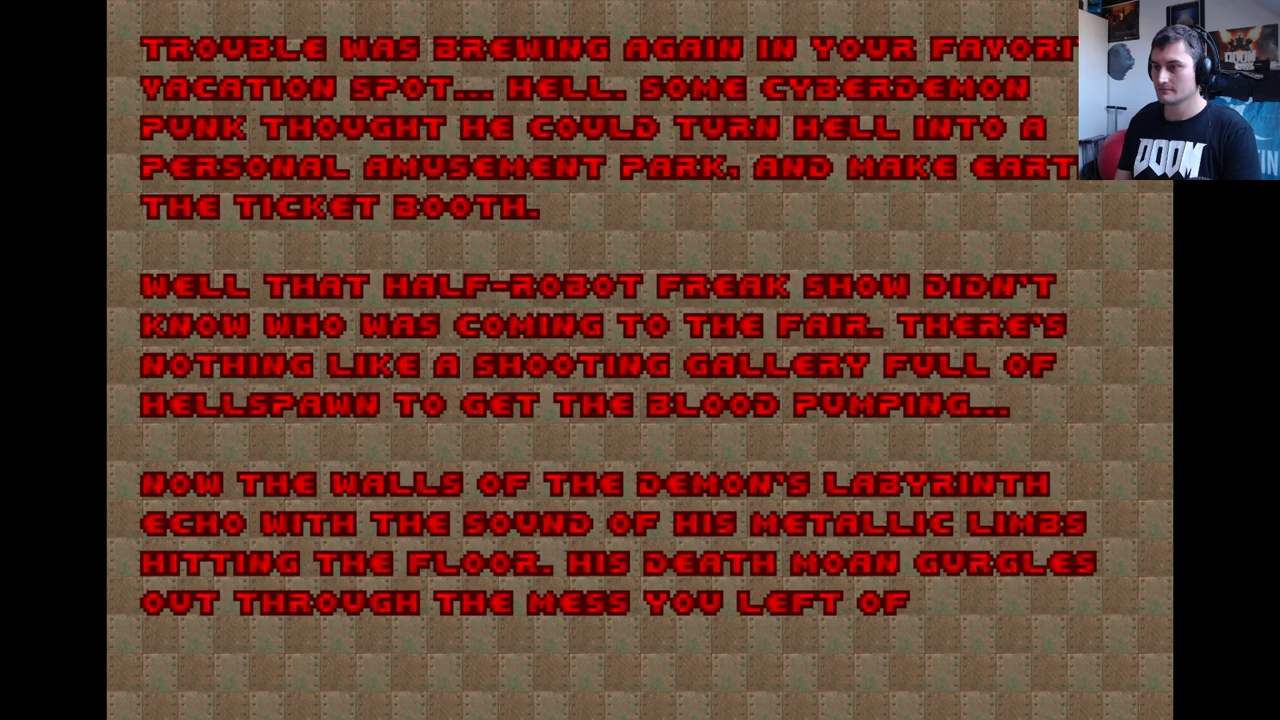 TROUBLE WAS BREWING AGAIN IN YOUR FAVORI
VACATION SPOT... HELL. SOME CYBERDEMON
PUNK THOUGHT HE COULD TURN HELL INTO A
PERSONAL AMUSEMENT PARK, AND MAKE EART
THE TICKET BOOTH.
WELL THAT HALF-ROBOT FREAK SHOW DIDN'T
KNOW WHO WAS COMING TO THE FAIR. THERE'S
NOTHING LIKE A SHOOTING GALLERY FULL OF
HELLSPAWN TO GET THE BLOOD PUMPING...
NOW THE WALLS OF THE DEMON'S LABYRINTH
ECHO WITH THE SOUND OF HIS METALLIC LIMBS
HITTING THE FLOOR. HIS DEATH MOAN GURGLES
OUT THROUGH THE MESS YOU LEFT OF
DOOM
DOOM